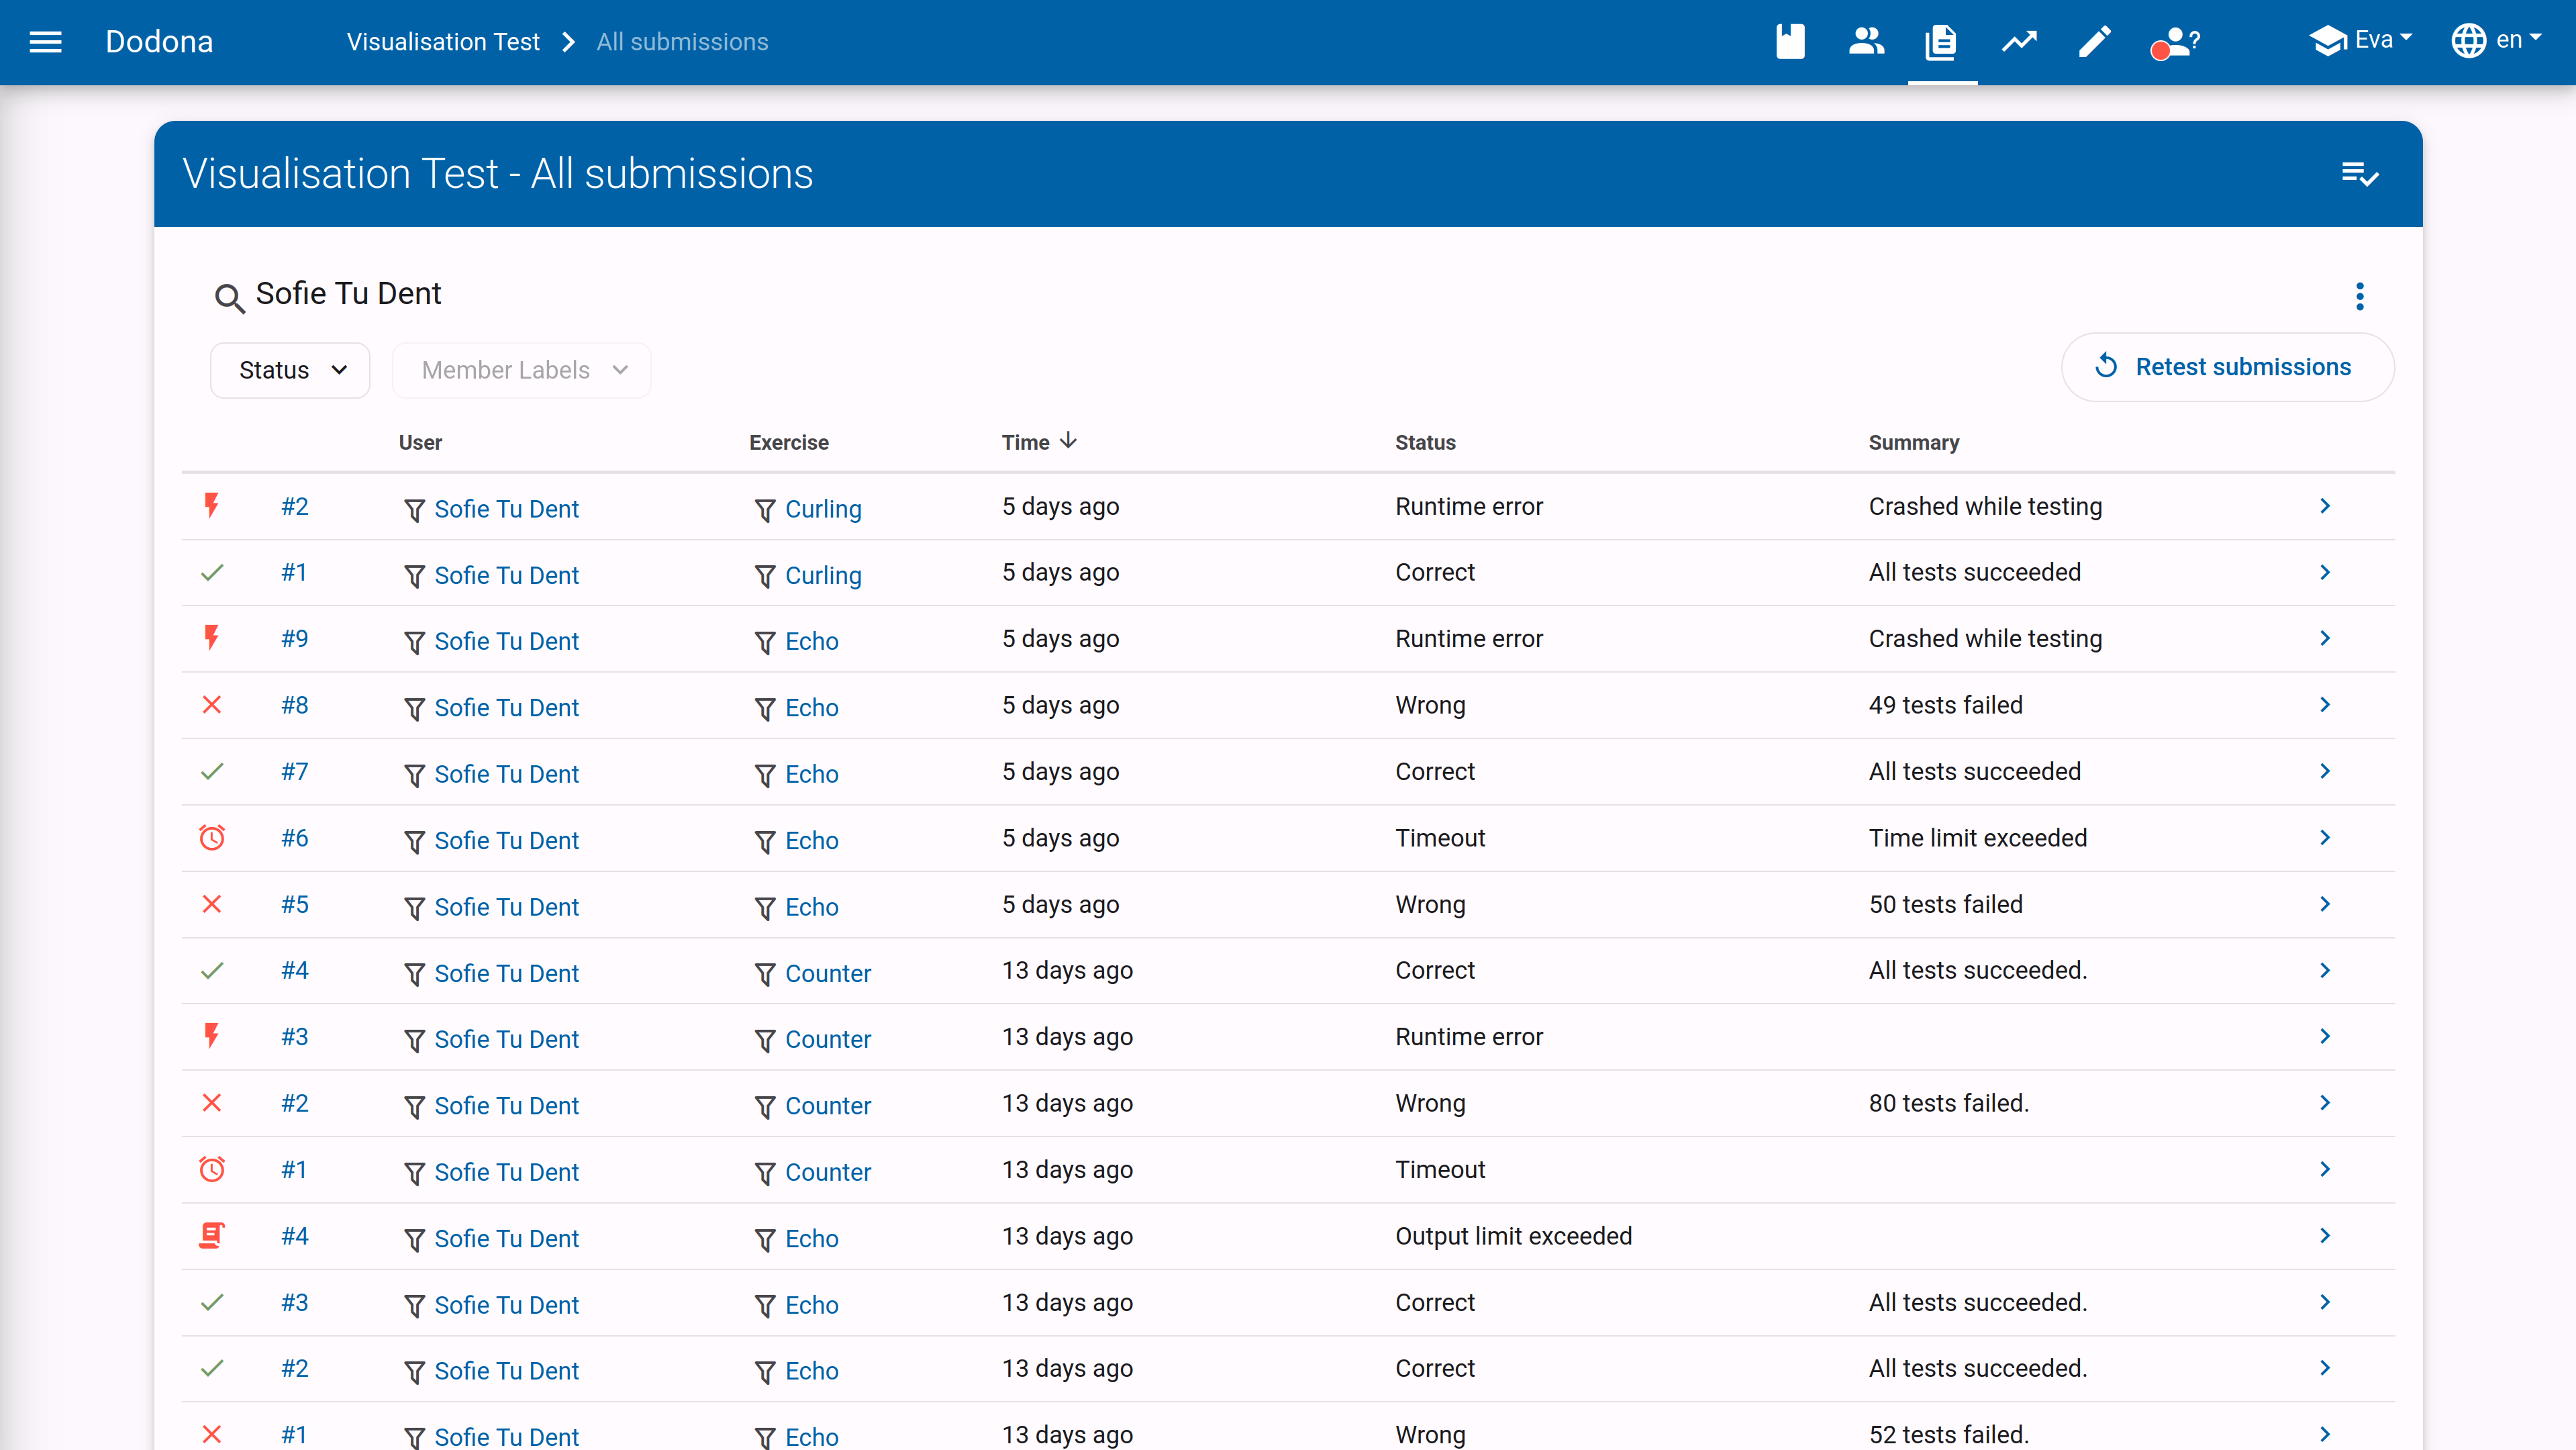 Dodona Visualisation Test All submissions ? Eva en
Visualisation Test - All submissions
Sofie Tu Dent
Status Member Labels Retest submissions
User Exercise Time Status Summary
#2 Sofie Tu Dent Curling 5 days ago Runtime error Crashed while testing
#1 Sofie Tu Dent Curling 5 days ago Correct All tests succeeded
#9 Sofie Tu Dent Echo 5 days ago Runtime error Crashed while testing
#8 Sofie Tu Dent Echo 5 days ago Wrong 49 tests failed
#7 Sofie Tu Dent Echo 5 days ago Correct All tests succeeded
#6 Sofie Tu Dent Echo 5 days ago Timeout Time limit exceeded
#5 Sofie Tu Dent Echo 5 days ago Wrong 50 tests failed
#4 Sofie Tu Dent Counter 13 days ago Correct All tests succeeded.
#3 Sofie Tu Dent Counter 13 days ago Runtime error
#2 Sofie Tu Dent Counter 13 days ago Wrong 80 tests failed.
#1 Sofie Tu Dent Counter 13 days ago Timeout
#4 Sofie Tu Dent Echo 13 days ago Output limit exceeded
#3 Sofie Tu Dent Echo 13 days ago Correct All tests succeeded.
#2 Sofie Tu Dent Echo 13 days ago Correct All tests succeeded.
#1 Sofie Tu Dent Echo 13 days ago Wrong 52 tests failed.